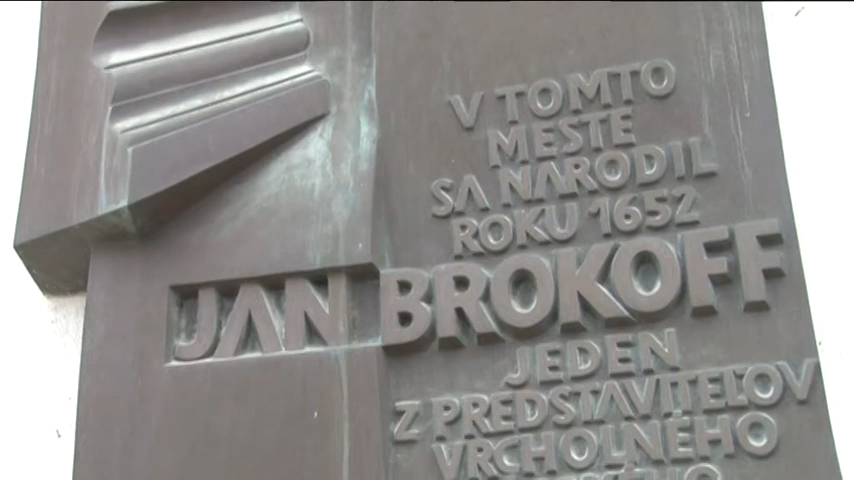 V TOMTO
MESTE
SA NARODIL
ROKU 1652
JAN BROKOFF
JEDEN
Z PREDSTAVITEĽOV
VRCHOLNÉHO